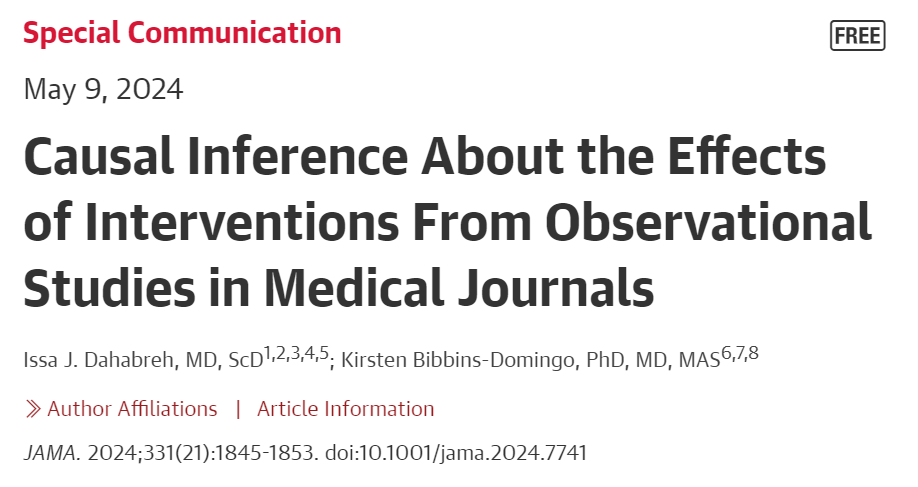 Special Communication
FREE
May 9, 2024
Causal Inference About the Effects
of Interventions From Observational
Studies in Medical Journals
Issa J. Dahabreh, MD, ScD1,2,3,4,5; Kirsten Bibbins-Domingo, PhD, MD, MAS6,7,8
Author Affiliations | Article Information
JAMA. 2024;331(21):1845-1853. doi:10.1001/jama.2024.7741